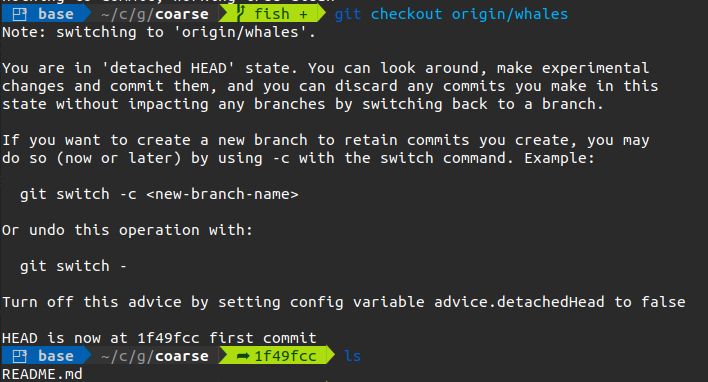 base ~/c/g/coarse fish + git checkout origin/whales
Note: switching to 'origin/whales'.
You are in 'detached HEAD' state. You can look around, make experimental
changes and commit them, and you can discard any commits you make in this
state without impacting any branches by switching back to a branch.
If you want to create a new branch to retain commits you create, you may
do so (now or later) by using -c with the switch command. Example:
git switch -c <new-branch-name>
Or undo this operation with:
git switch -
Turn off this advice by setting config variable advice.detachedHead to false
HEAD is now at 1f49fcc first commit
base ~/c/g/coarse ➦ 1f49fcc ls
README.md